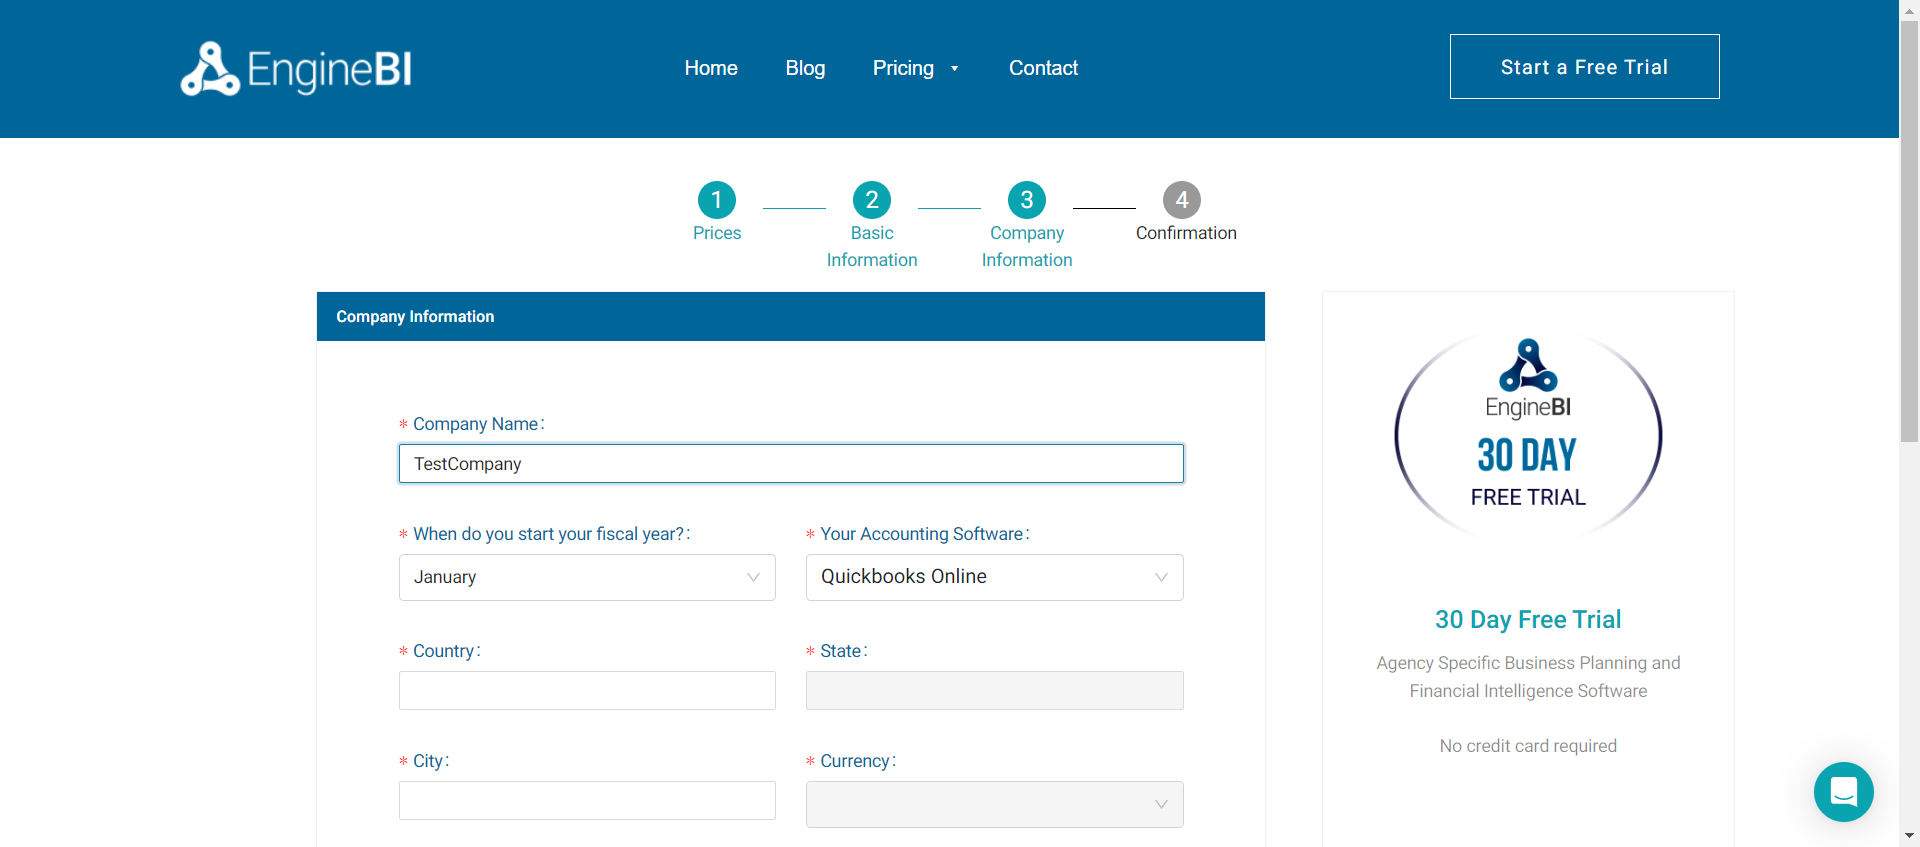 EngineBI
Home Blog Pricing Contact
Start a Free Trial
1 2 3 4
Prices Basic Information Company Information Confirmation
Company Information
* Company Name:
TestCompany
* When do you start your fiscal year?: * Your Accounting Software:
January Quickbooks Online
* Country: * State:
* City: * Currency:
EngineBI
30 DAY
FREE TRIAL
30 Day Free Trial
Agency Specific Business Planning and
Financial Intelligence Software
No credit card required